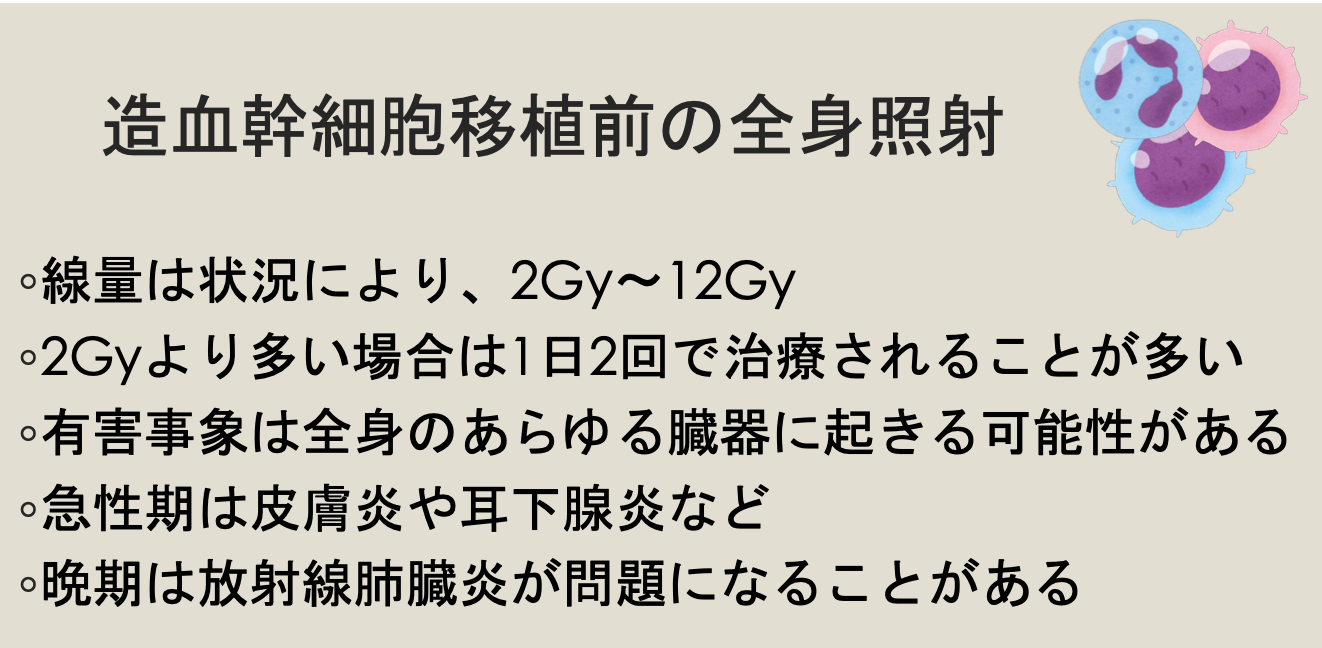 造血幹細胞移植前の全身照射
◦線量は状況により、2Gy～12Gy
◦2Gyより多い場合は1日2回で治療されることが多い
◦有害事象は全身のあらゆる臓器に起きる可能性がある
◦急性期は皮膚炎や耳下腺炎など
◦晩期は放射線肺臓炎が問題になることがある